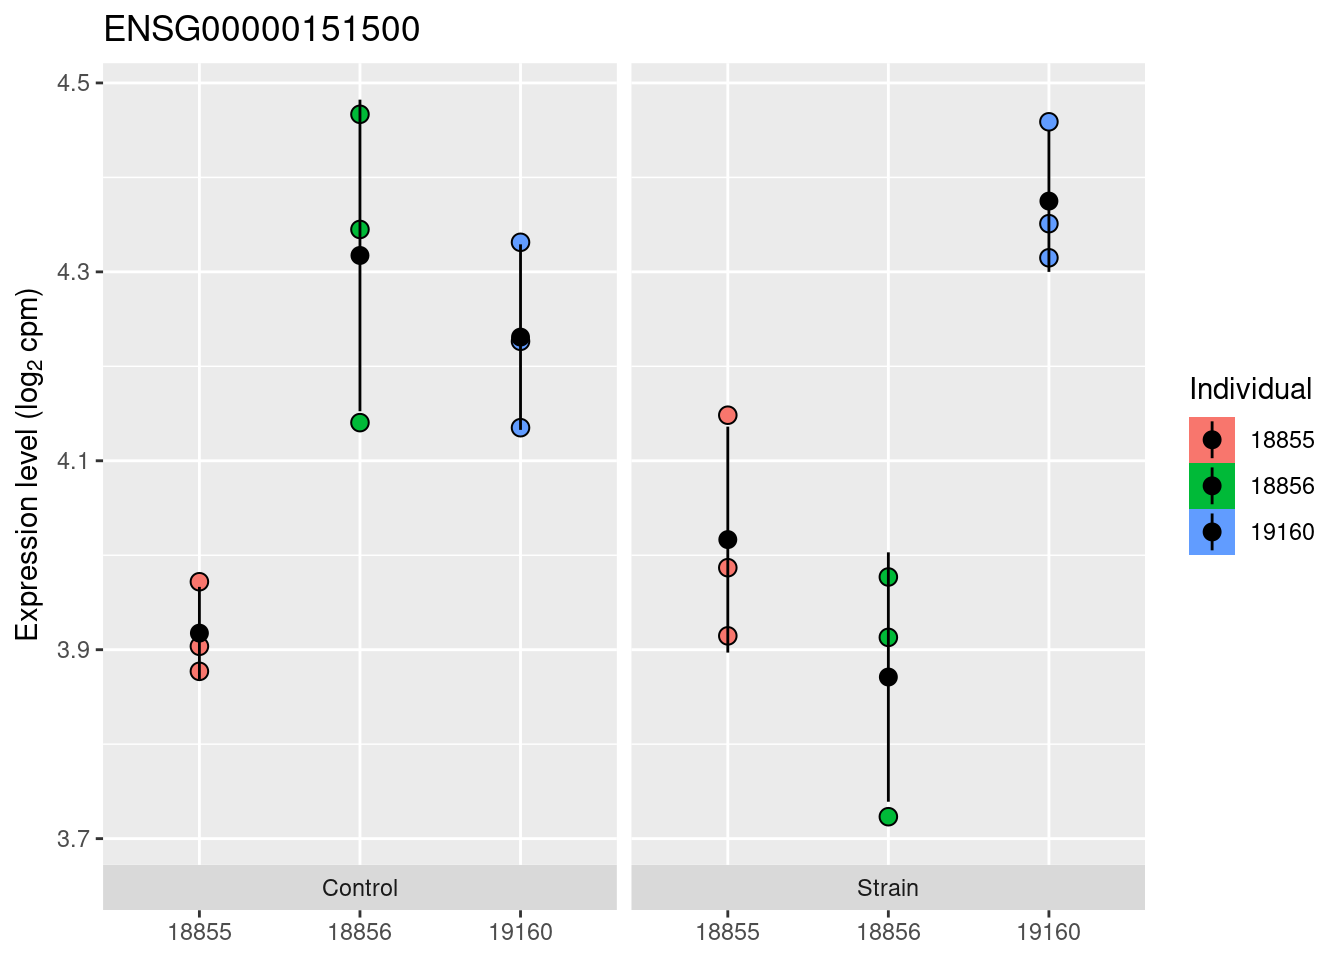 ENSG00000151500
Expression level (log₂ cpm)
4.5
4.3
4.1
3.9
3.7
Control
Strain
18855
18856
19160
18855
18856
19160
Individual
18855
18856
19160